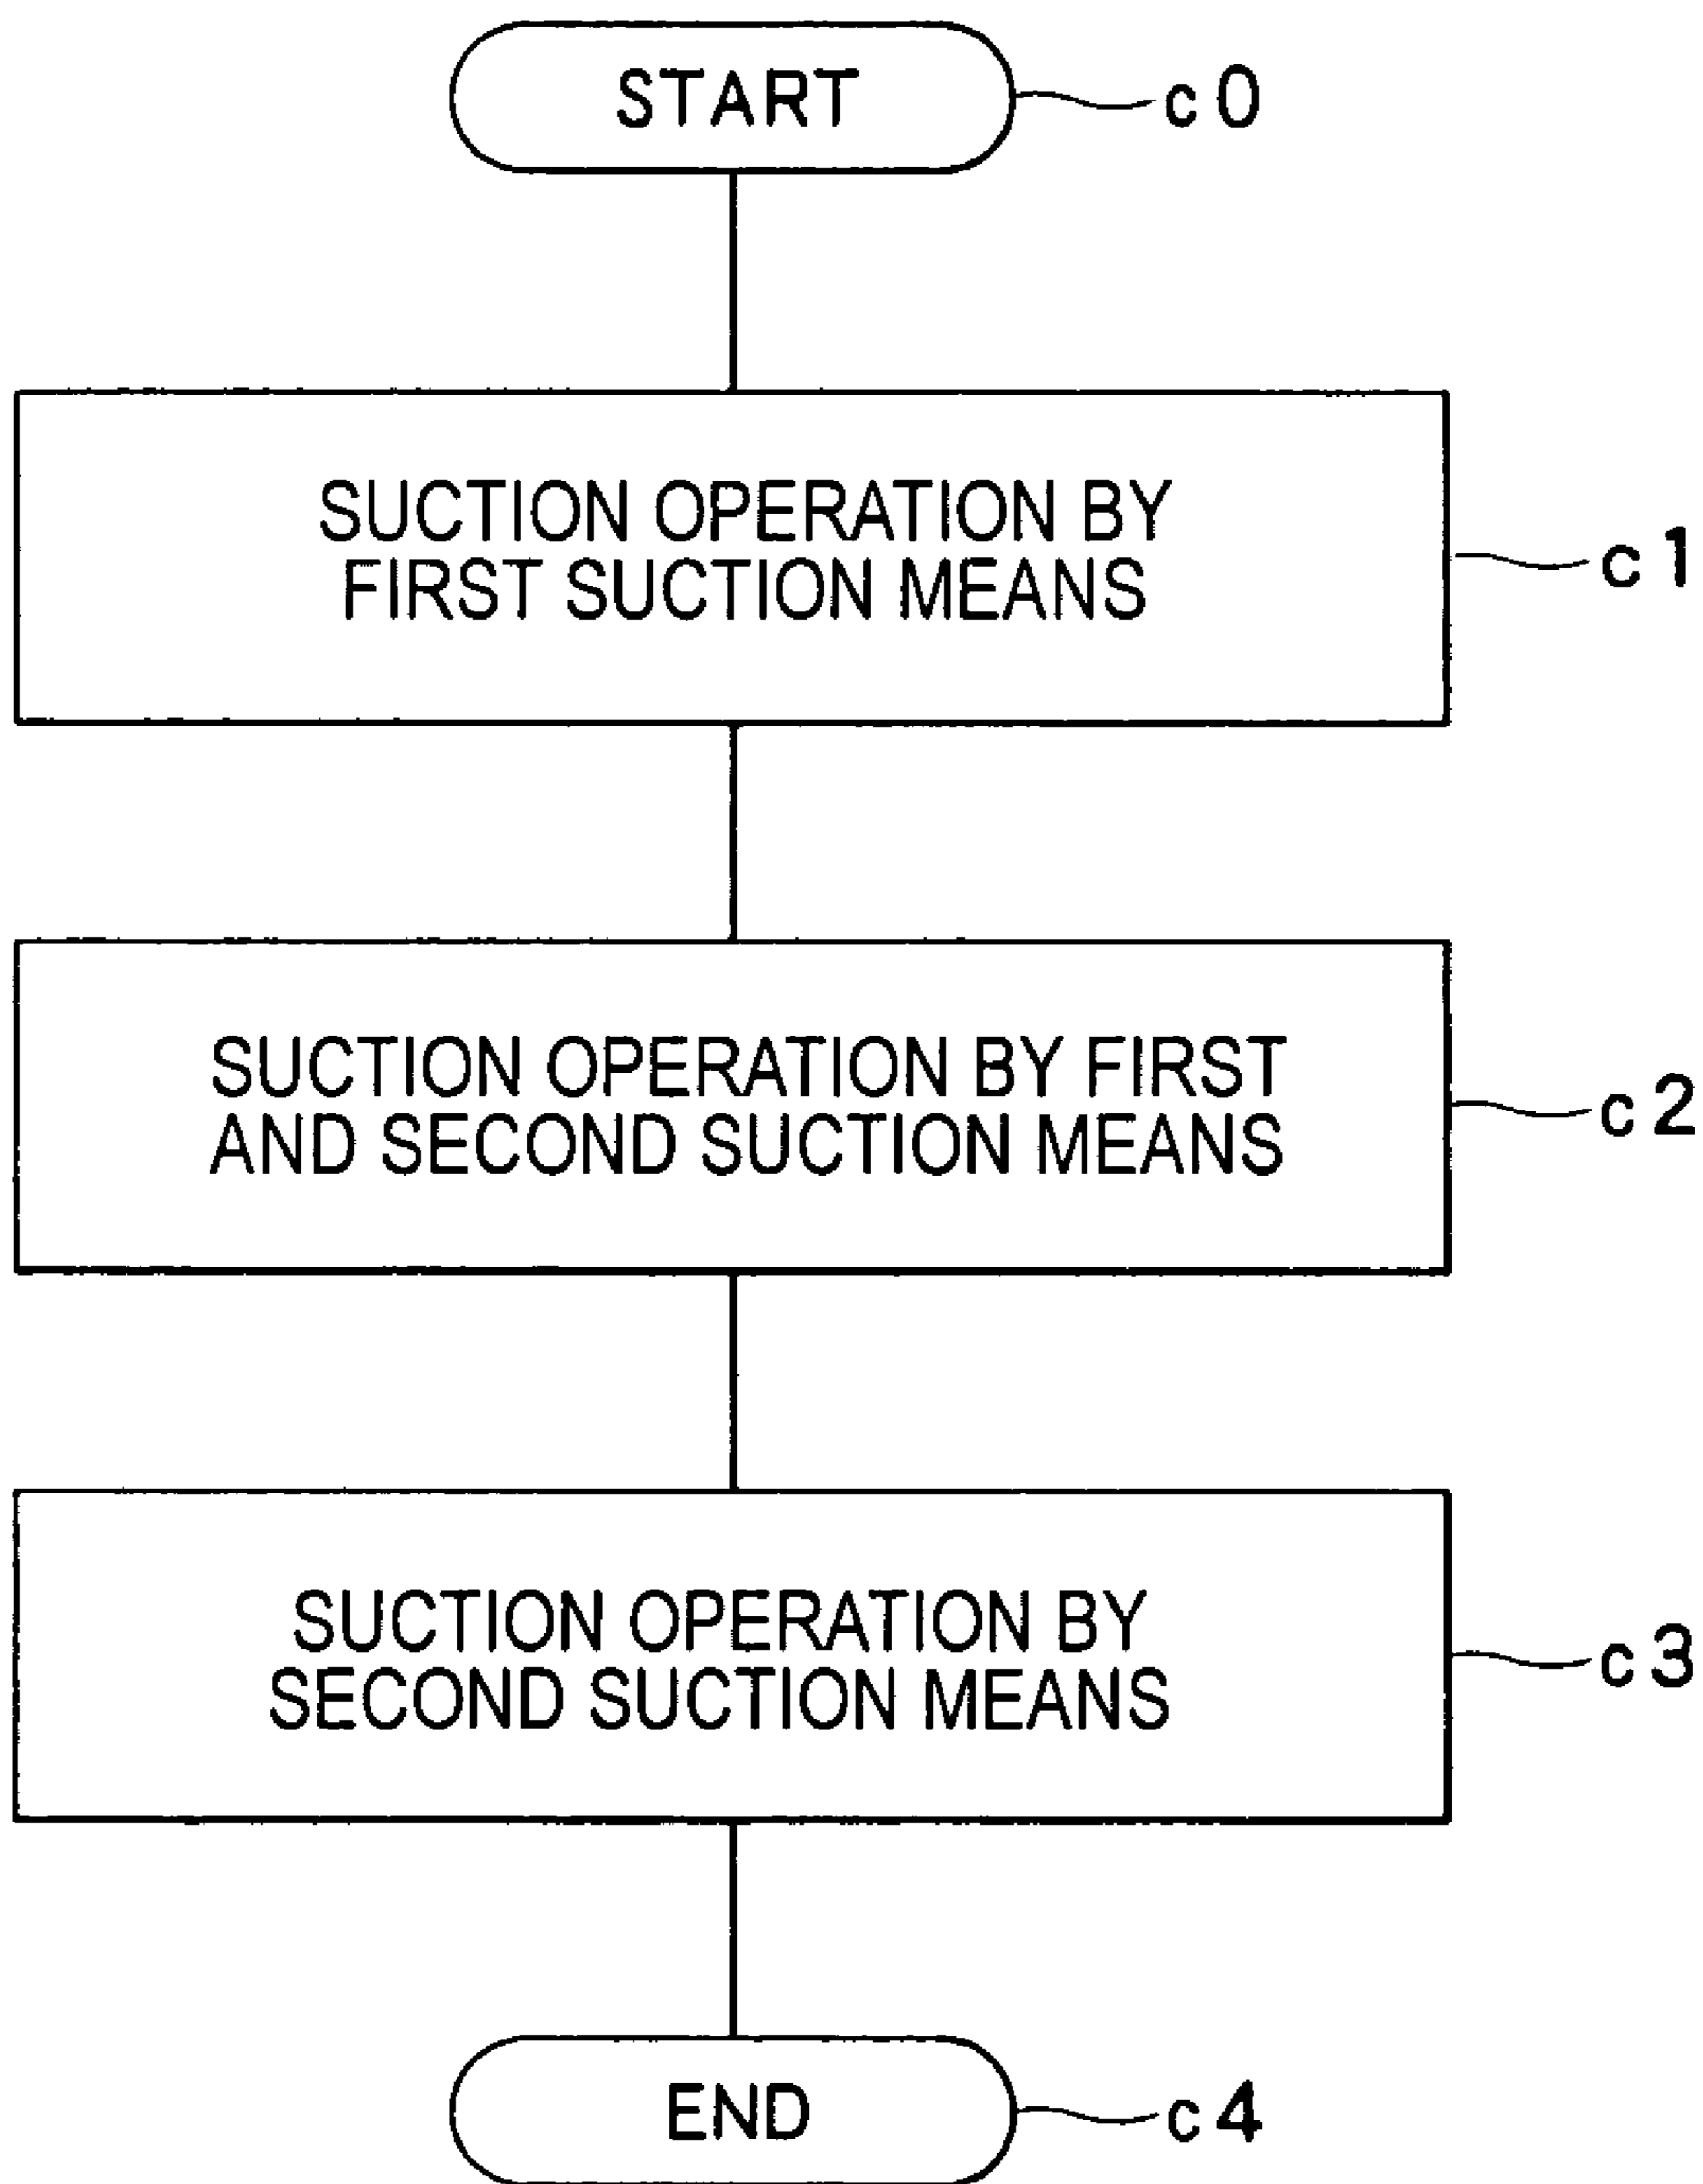 START
c0
SUCTION OPERATION BY
FIRST SUCTION MEANS
c1
SUCTION OPERATION BY FIRST
AND SECOND SUCTION MEANS
c2
SUCTION OPERATION BY
SECOND SUCTION MEANS
c3
END
c4